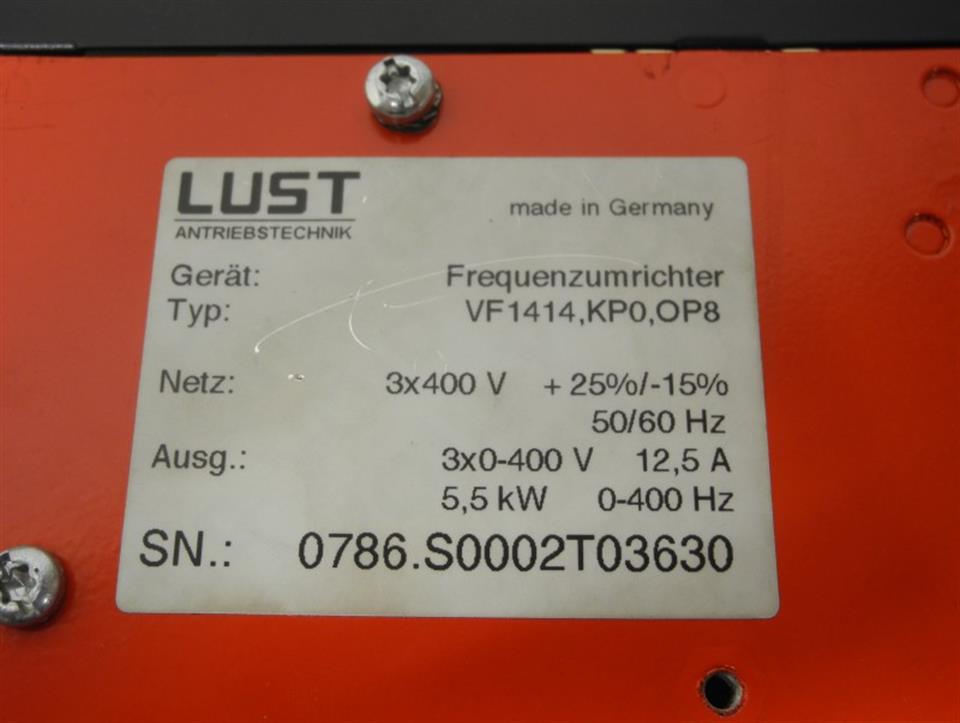 LUST
ANTRIEBSTECHNIK
made in Germany
Gerät: Frequenzumrichter
Typ: VF1414,KP0,OP8
Netz: 3x400 V + 25%/-15%
50/60 Hz
Ausg.: 3x0-400 V 12,5 A
5,5 kW 0-400 Hz
SN.: 0786.S0002T03630